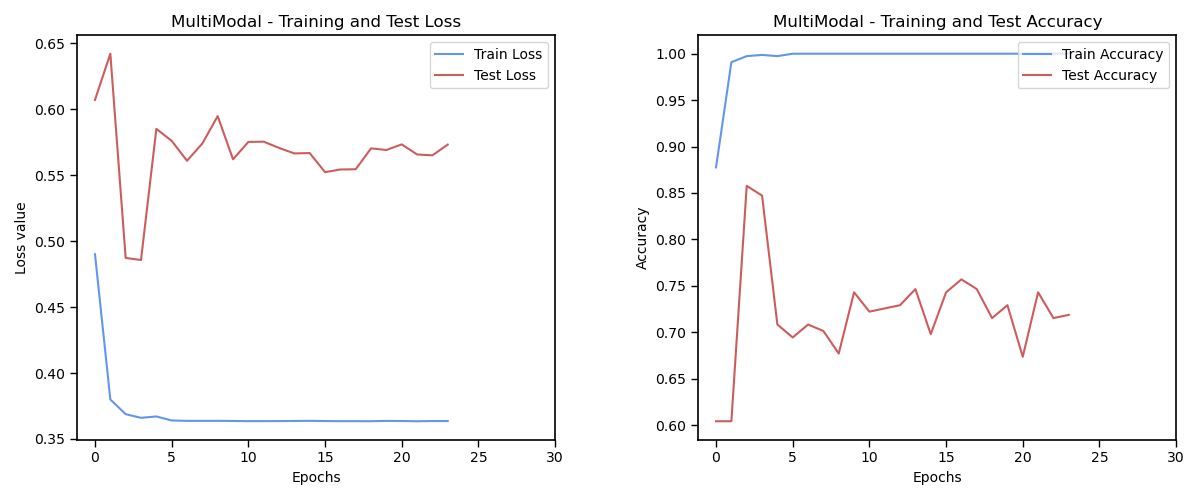 MultiModal - Training and Test Loss
Train Loss
Test Loss
0.65
0.60
0.55
0.50
0.45
0.40
0.35
Loss value
0 5 10 15 20 25 30
Epochs
MultiModal - Training and Test Accuracy
Train Accuracy
Test Accuracy
1.00
0.95
0.90
0.85
0.80
0.75
0.70
0.65
0.60
Accuracy
0 5 10 15 20 25 30
Epochs